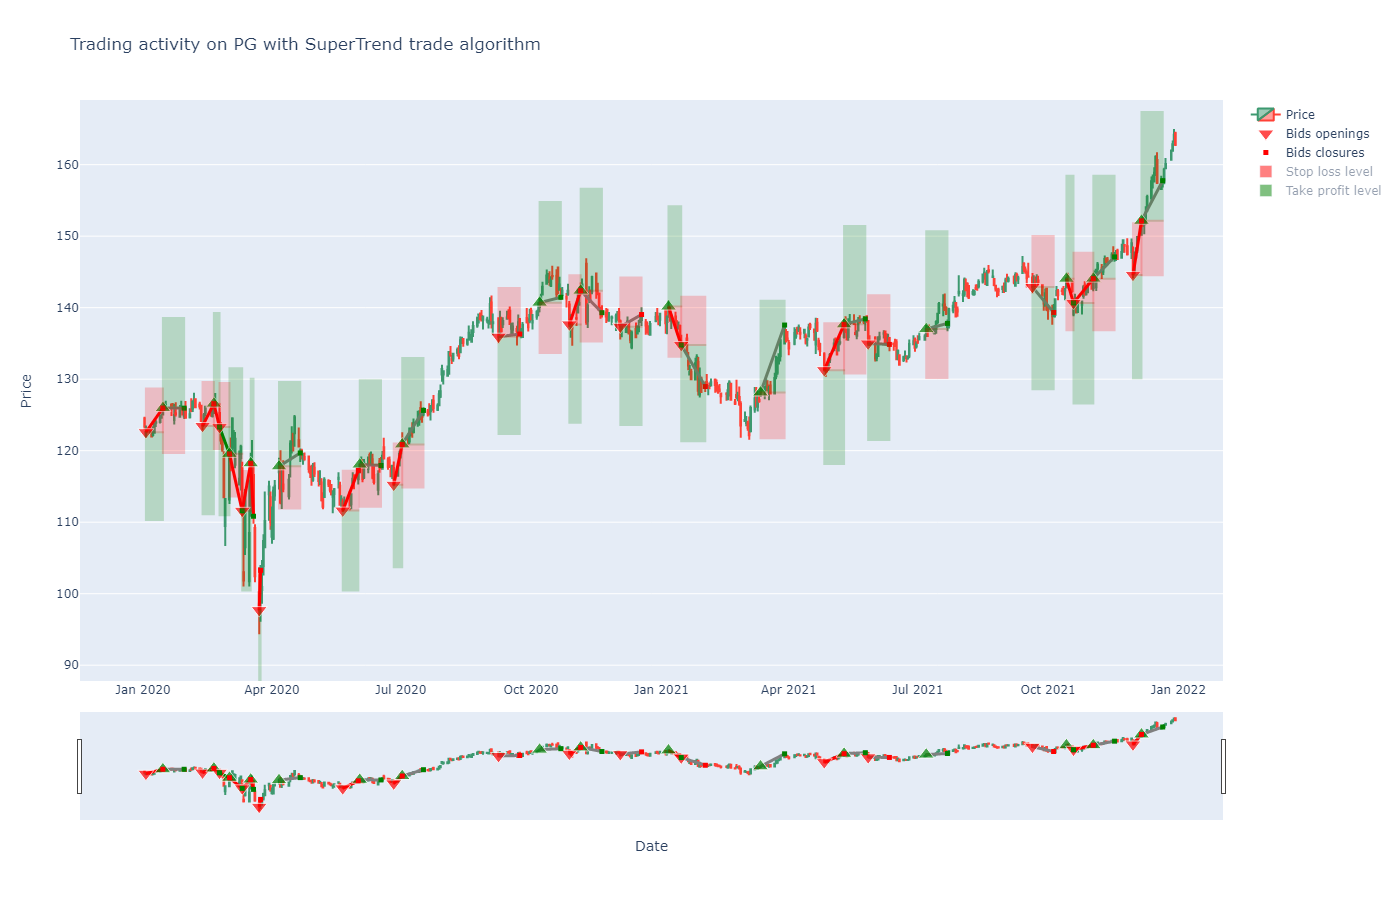 Trading activity on PG with SuperTrend trade algorithm
Price
Bids openings
Bids closures
Stop loss level
Take profit level
160
150
140
130
120
110
100
90
Price
Jan 2020
Apr 2020
Jul 2020
Oct 2020
Jan 2021
Apr 2021
Jul 2021
Oct 2021
Jan 2022
Date